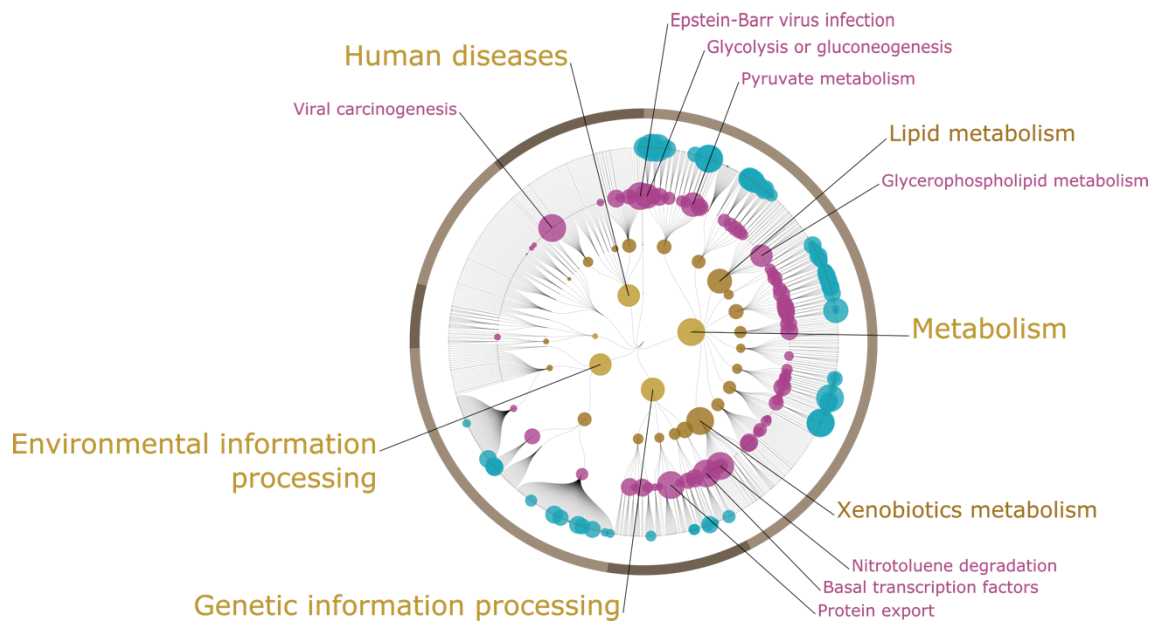 Epstein-Barr virus infection
Glycolysis or gluconeogenesis
Human diseases
Pyruvate metabolism
Viral carcinogenesis
Lipid metabolism
Glycerophospholipid metabolism
Metabolism
Environmental information
processing
Xenobiotics metabolism
Nitrotoluene degradation
Basal transcription factors
Genetic information processing
Protein export